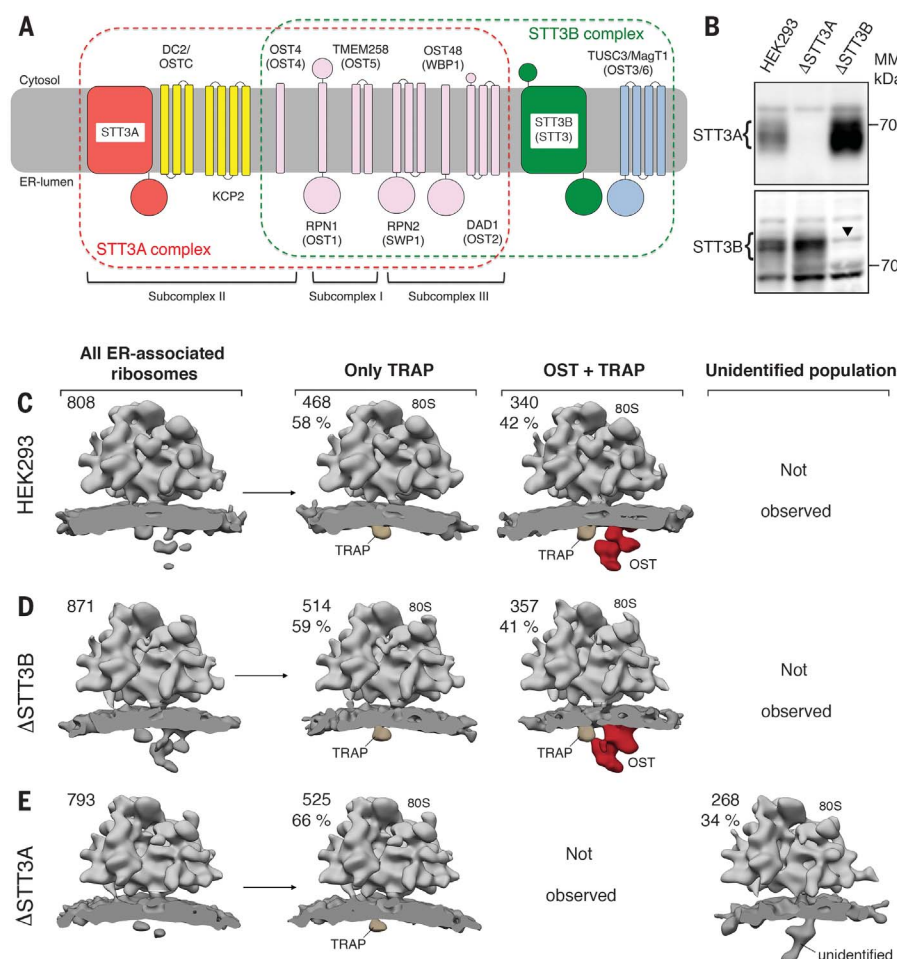 A
STT3B complex
DC2/
OSTC
OST4
(OST4)
TMEM258
(OST5)
OST48
(WBP1)
TUSC3/MagT1
(OST3/6)
Cytosol
STT3A
STT3B
(STT3)
ER-lumen
KCP2
RPN1
(OST1)
RPN2
(SWP1)
DAD1
(OST2)
STT3A complex
Subcomplex II
Subcomplex I
Subcomplex III
B
HEK293
ΔSTT3A
ΔSTT3B
MM
kDa
STT3A
70
STT3B
70
All ER-associated
ribosomes
Only TRAP
OST + TRAP
Unidentified population
C
HEK293
808
468
58 %
80S
TRAP
340
42 %
80S
TRAP
OST
Not
observed
D
ΔSTT3B
871
514
59 %
80S
TRAP
357
41 %
80S
TRAP
OST
Not
observed
E
ΔSTT3A
793
525
66 %
80S
TRAP
Not
observed
268
34 %
80S
unidentified